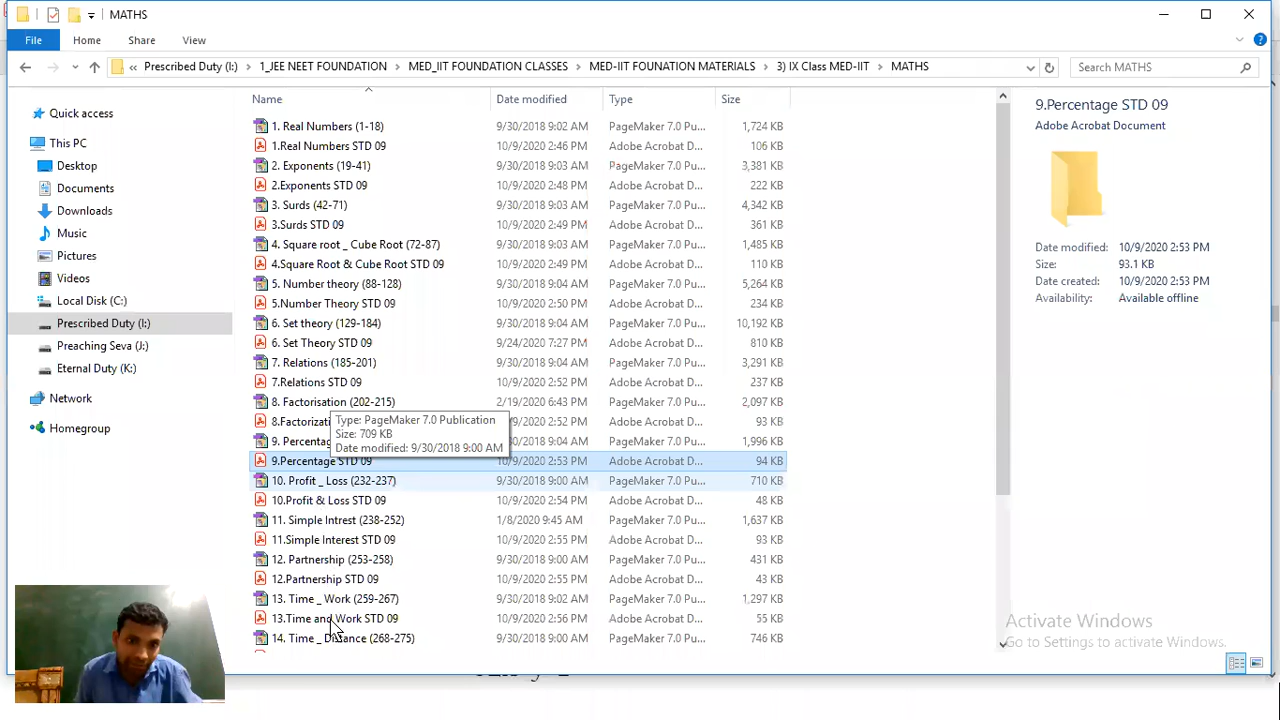 MATHS
File Home Share View
« Prescribed Duty (I:) › 1_JEE NEET FOUNDATION › MED_IIT FOUNDATION CLASSES › MED-IIT FOUNATION MATERIALS › 3) IX Class MED-IIT › MATHS
Search MATHS
Quick access
This PC
Desktop
Documents
Downloads
Music
Pictures
Videos
Local Disk (C:)
Prescribed Duty (I:)
Preaching Seva (J:)
Eternal Duty (K:)
Network
Homegroup
Name Date modified Type Size
1. Real Numbers (1-18) 9/30/2018 9:02 AM PageMaker 7.0 Pu... 1,724 KB
1.Real Numbers STD 09 10/9/2020 2:46 PM Adobe Acrobat D... 106 KB
2. Exponents (19-41) 9/30/2018 9:03 AM PageMaker 7.0 Pu... 3,381 KB
2.Exponents STD 09 10/9/2020 2:48 PM Adobe Acrobat D... 222 KB
3. Surds (42-71) 9/30/2018 9:03 AM PageMaker 7.0 Pu... 4,342 KB
3.Surds STD 09 10/9/2020 2:49 PM Adobe Acrobat D... 361 KB
4. Square root _ Cube Root (72-87) 9/30/2018 9:03 AM PageMaker 7.0 Pu... 1,485 KB
4.Square Root & Cube Root STD 09 10/9/2020 2:49 PM Adobe Acrobat D... 110 KB
5. Number theory (88-128) 9/30/2018 9:04 AM PageMaker 7.0 Pu... 5,264 KB
5.Number Theory STD 09 10/9/2020 2:50 PM Adobe Acrobat D... 234 KB
6. Set theory (129-184) 9/30/2018 9:04 AM PageMaker 7.0 Pu... 10,192 KB
6. Set Theory STD 09 9/24/2020 7:27 PM Adobe Acrobat D... 810 KB
7. Relations (185-201) 9/30/2018 9:04 AM PageMaker 7.0 Pu... 3,291 KB
7.Relations STD 09 10/9/2020 2:52 PM Adobe Acrobat D... 237 KB
8. Factorisation (202-215) 2/19/2020 6:43 PM PageMaker 7.0 Pu... 2,097 KB
8.Factorizati 0/9/2020 2:52 PM Adobe Acrobat D... 93 KB
9. Percentag 9/30/2018 9:04 AM PageMaker 7.0 Pu... 1,996 KB
9.Percentage STD 09 10/9/2020 2:53 PM Adobe Acrobat D... 94 KB
10. Profit _ Loss (232-237) 9/30/2018 9:00 AM PageMaker 7.0 Pu... 710 KB
10.Profit & Loss STD 09 10/9/2020 2:54 PM Adobe Acrobat D... 48 KB
11. Simple Intrest (238-252) 1/8/2020 9:45 AM PageMaker 7.0 Pu... 1,637 KB
11.Simple Interest STD 09 10/9/2020 2:55 PM Adobe Acrobat D... 93 KB
12. Partnership (253-258) 9/30/2018 9:00 AM PageMaker 7.0 Pu... 431 KB
12.Partnership STD 09 10/9/2020 2:55 PM Adobe Acrobat D... 43 KB
13. Time _ Work (259-267) 9/30/2018 9:02 AM PageMaker 7.0 Pu... 1,297 KB
13.Time and Work STD 09 10/9/2020 2:56 PM Adobe Acrobat D... 55 KB
14. Time _ Distance (268-275) 9/30/2018 9:00 AM PageMaker 7.0 Pu... 746 KB
Type: PageMaker 7.0 Publication
Size: 709 KB
Date modified: 9/30/2018 9:00 AM
9.Percentage STD 09
Adobe Acrobat Document
Date modified: 10/9/2020 2:53 PM
Size: 93.1 KB
Date created: 10/9/2020 2:53 PM
Availability: Available offline
Activate Windows
Go to Settings to activate Windows.